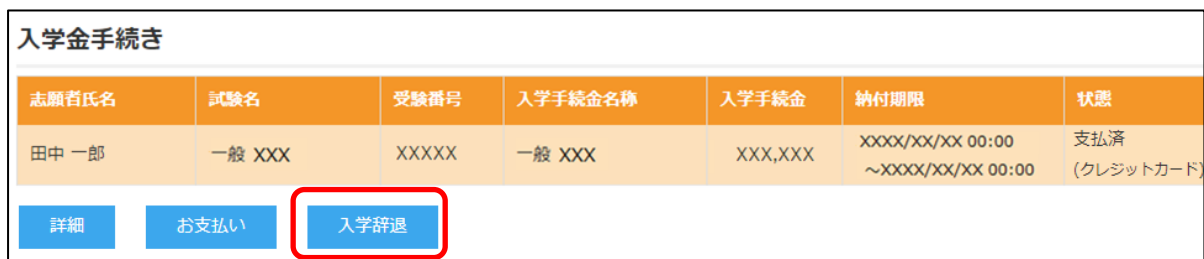 入学金手続き
志願者氏名 試験名 受験番号 入学手続金名称 入学手続金 納付期限 状態
田中 一郎 一般 XXX XXXXX 一般 XXX XXX,XXX XXXX/XX/XX 00:00 支払済
～XXXX/XX/XX 00:00 (クレジットカード)
詳細 お支払い 入学辞退